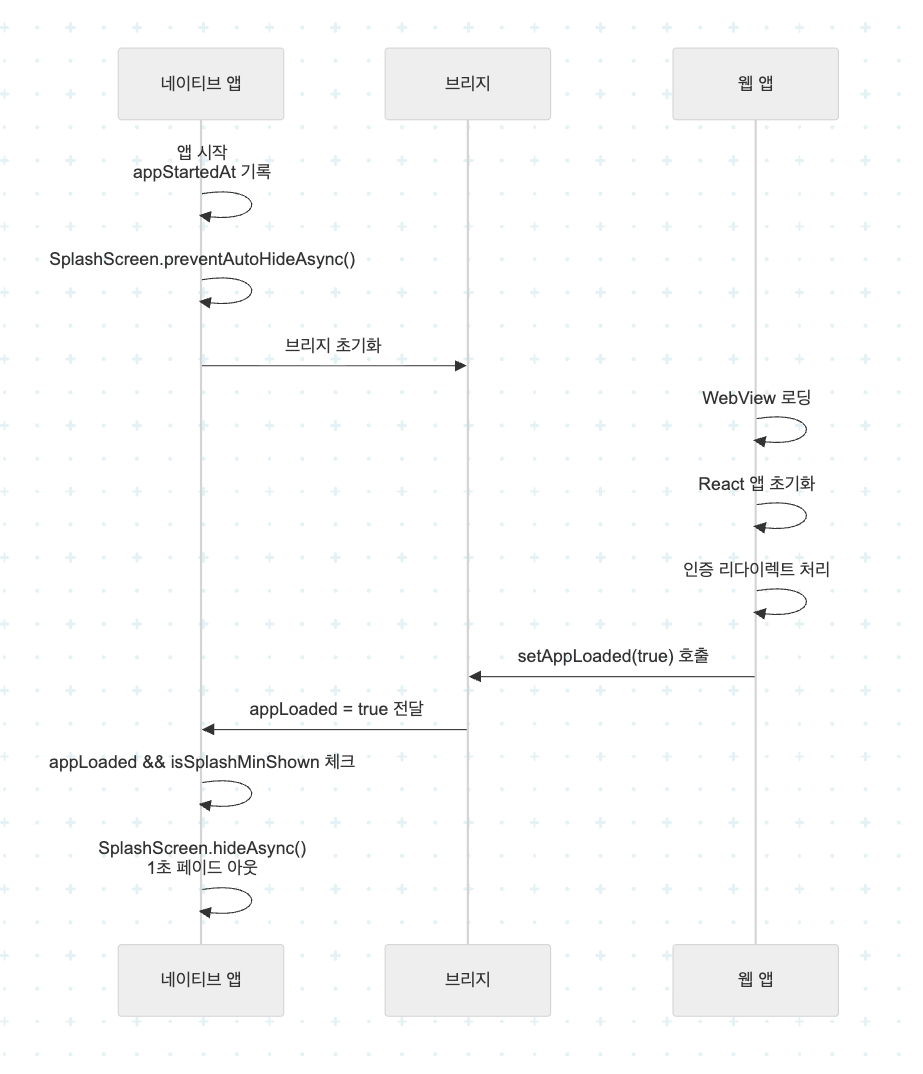 네이티브 앱
브리지
웹 앱
앱 시작
appStartedAt 기록
SplashScreen.preventAutoHideAsync()
브리지 초기화
WebView 로딩
React 앱 초기화
인증 리다이렉트 처리
setAppLoaded(true) 호출
appLoaded = true 전달
appLoaded && isSplashMinShown 체크
SplashScreen.hideAsync()
1초 페이드 아웃
네이티브 앱
브리지
웹 앱